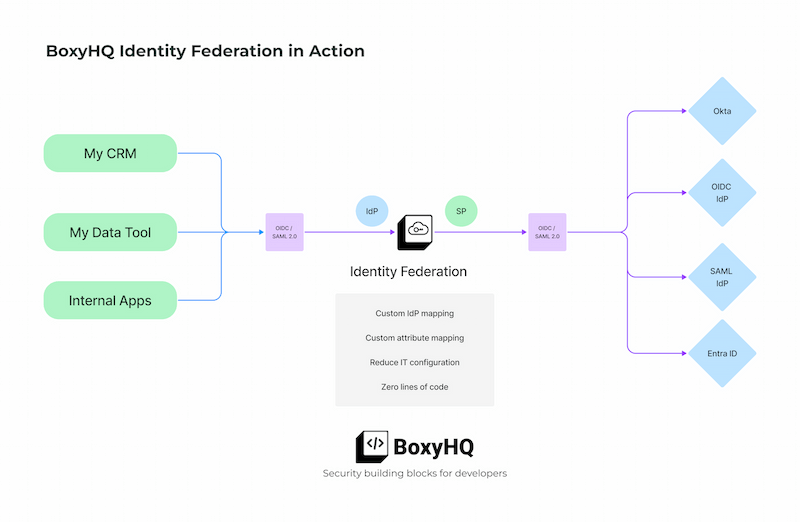 BoxyHQ Identity Federation in Action
My CRM
My Data Tool
Internal Apps
OIDC /
SAML 2.0
IdP
SP
Identity Federation
Custom IdP mapping
Custom attribute mapping
Reduce IT configuration
Zero lines of code
OIDC /
SAML 2.0
Okta
OIDC
IdP
SAML
IdP
Entra ID
</>
BoxyHQ
Security building blocks for developers